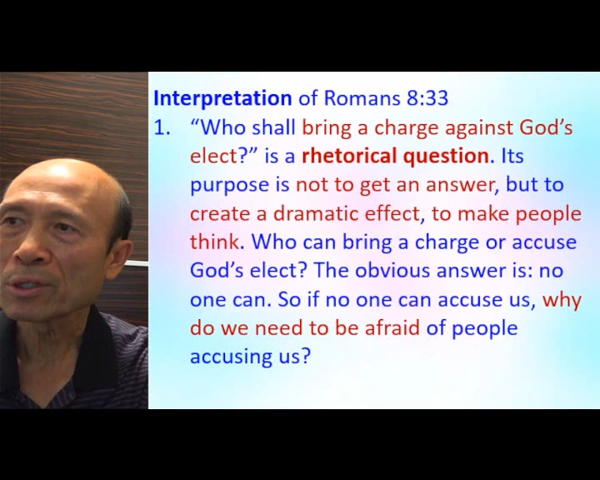 Interpretation of Romans 8:33
1. “Who shall bring a charge against God’s
elect?” is a rhetorical question. Its
purpose is not to get an answer, but to
create a dramatic effect, to make people
think. Who can bring a charge or accuse
God’s elect? The obvious answer is: no
one can. So if no one can accuse us, why
do we need to be afraid of people
accusing us?